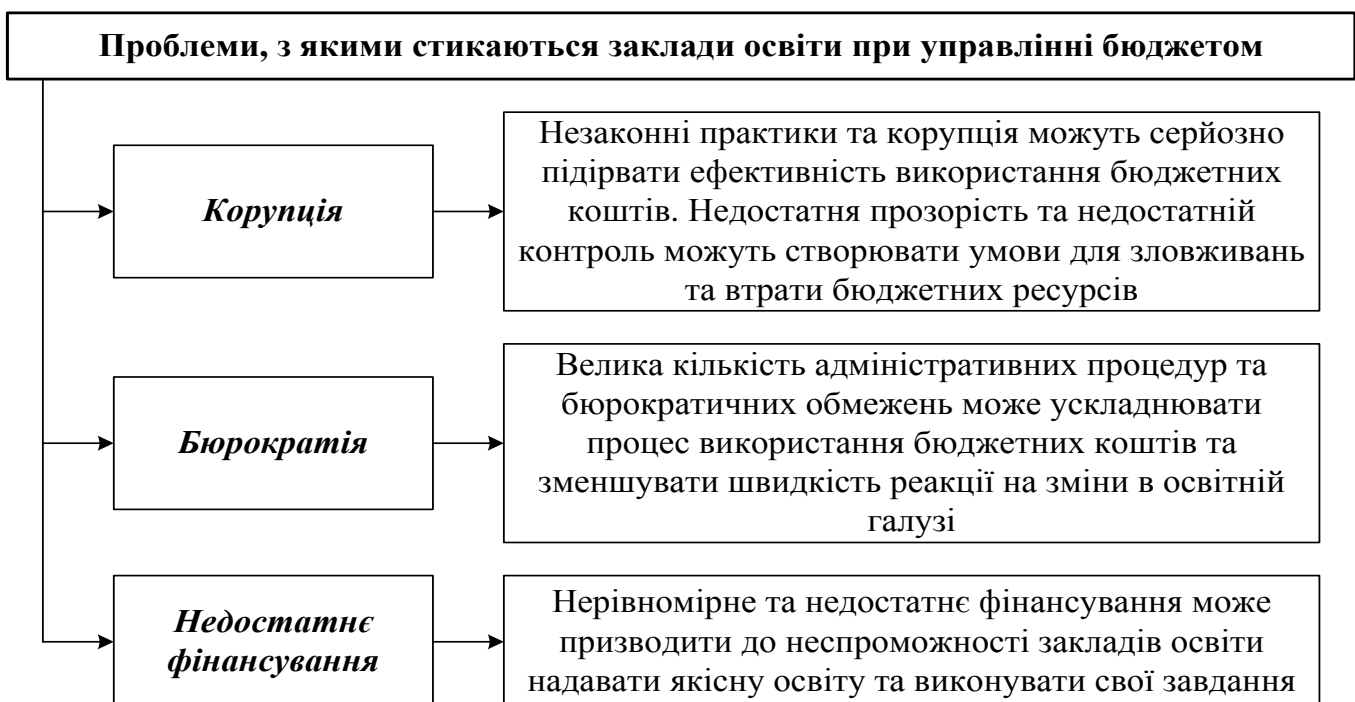 Проблеми, з якими стикаються заклади освіти при управлінні бюджетом
Корупція
Незаконні практики та корупція можуть серйозно
підірвати ефективність використання бюджетних
коштів. Недостатня прозорість та недостатній
контроль можуть створювати умови для зловживань
та втрати бюджетних ресурсів
Бюрократія
Велика кількість адміністративних процедур та
бюрократичних обмежень може ускладнювати
процес використання бюджетних коштів та
зменшувати швидкість реакції на зміни в освітній
галузі
Недостатнє
фінансування
Нерівномірне та недостатнє фінансування може
призводити до неспроможності закладів освіти
надавати якісну освіту та виконувати свої завдання